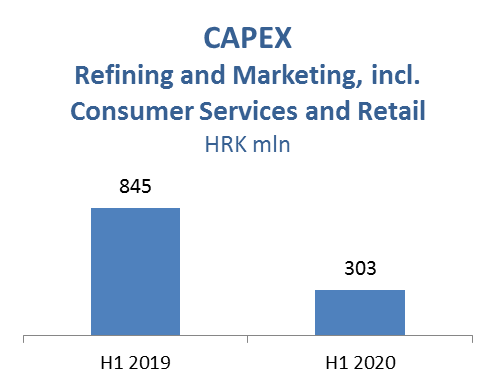 CAPEX
Refining and Marketing, incl.
Consumer Services and Retail
HRK mln
845
303
H1 2019
H1 2020